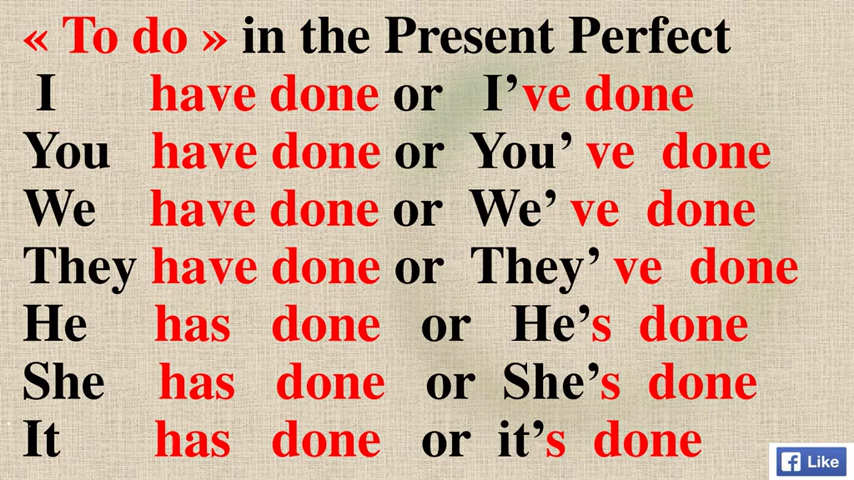 « To do » in the Present Perfect
I have done or I’ve done
You have done or You’ ve done
We have done or We’ ve done
They have done or They’ ve done
He has done or He’s done
She has done or She’s done
It has done or it’s done
Like